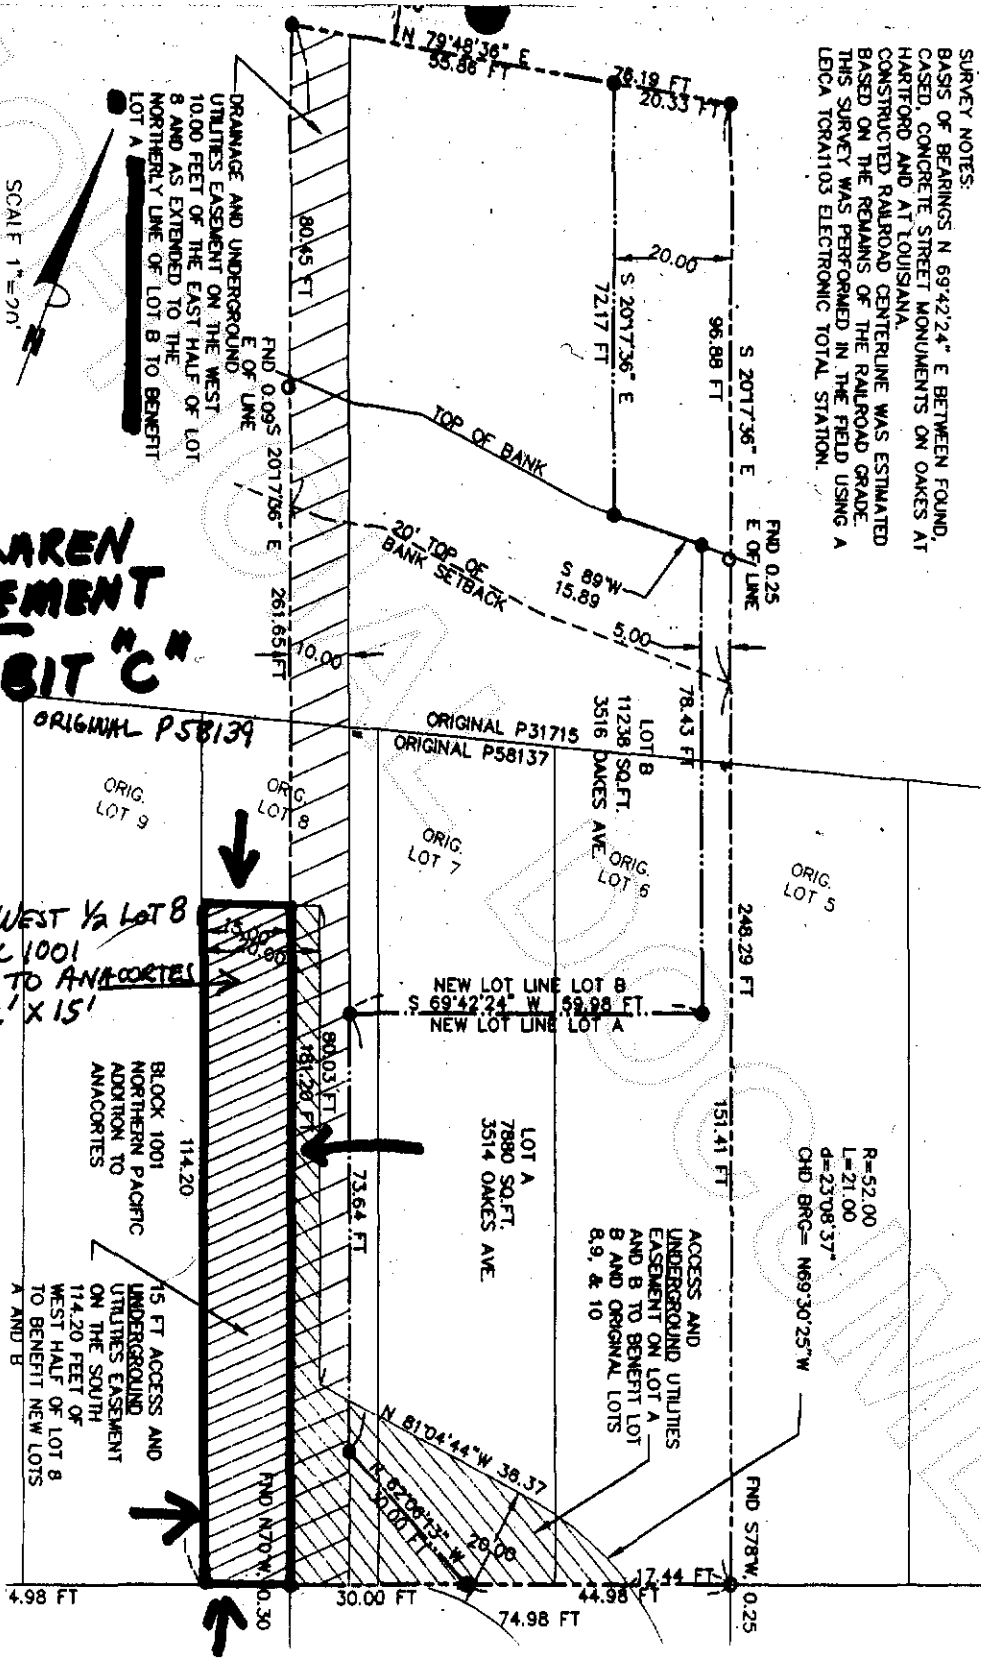 SURVEY NOTES:
BASIS OF BEARINGS N 69°42'24" E BETWEEN FOUND,
CASED, CONCRETE STREET MONUMENTS ON OAKES AT
HARTFORD AND AT LOUISIANA.
CONSTRUCTED RAILROAD CENTERLINE WAS ESTIMATED
BASED ON THE REMAINS OF THE RAILROAD GRADE.
THIS SURVEY WAS PERFORMED IN THE FIELD USING A
LEICA TCRA1103 ELECTRONIC TOTAL STATION.
N 79°48'36" E
55.86 FT
76.19 FT
20.33 FT
20.00
S 20°17'36" E
72.17 FT
S 20°17'36" E
96.88 FT
80.45 FT
DRAINAGE AND UNDERGROUND
UTILITIES EASEMENT ON THE WEST
10.00 FEET OF THE EAST HALF OF LOT
8 AND AS EXTENDED TO THE
NORTHERLY LINE OF LOT B TO BENEFIT
LOT A
N
SCALE 1"=20'
FND 0.09
E OF LINE
S 20°17'36" E
261.65 FT
TOP OF BANK
20' TOP OF
BANK SETBACK
S 89°W
15.89
FND 0.25
E OF LINE
5.00
10.00
78.43 FT
AREN
EMENT
BIT "C"
ORIGINAL P58139
ORIGINAL P31715
ORIGINAL P58137
LOT B
11238 SQ.FT.
3516 OAKES AVE
ORIG.
LOT 9
ORIG.
LOT 8
ORIG.
LOT 7
ORIG.
LOT 6
ORIG.
LOT 5
248.29 FT
WEST 1/2 LOT 8
1001
TO ANACORTES
' X 15'
15.00
20.00
NEW LOT LINE LOT B
S 69°42'24" W 59.98 FT.
NEW LOT LINE LOT A
80.03 FT
181.20 FT
151.41 FT
73.64 FT
114.20
BLOCK 1001
NORTHERN PACIFIC
ADDITION TO
ANACORTES
LOT A
7880 SQ.FT.
3514 OAKES AVE
R=52.00
L=21.00
d=23°08'37"
CHD BRG= N69°30'25"W
ACCESS AND
UNDERGROUND UTILITIES
EASEMENT ON LOT A
AND B TO BENEFIT LOT
8 AND ORIGINAL LOTS
8,9, & 10
15 FT ACCESS AND
UNDERGROUND
UTILITIES EASEMENT
ON THE SOUTH
114.20 FEET OF
WEST HALF OF LOT 8
TO BENEFIT NEW LOTS
A AND B
N 81°04'44"W 36.37
30.00 FT
20.00
FND N70°W, 0.30
FND S78°W, 0.25
17.44 FT
4.98 FT
30.00 FT
44.98 FT
74.98 FT